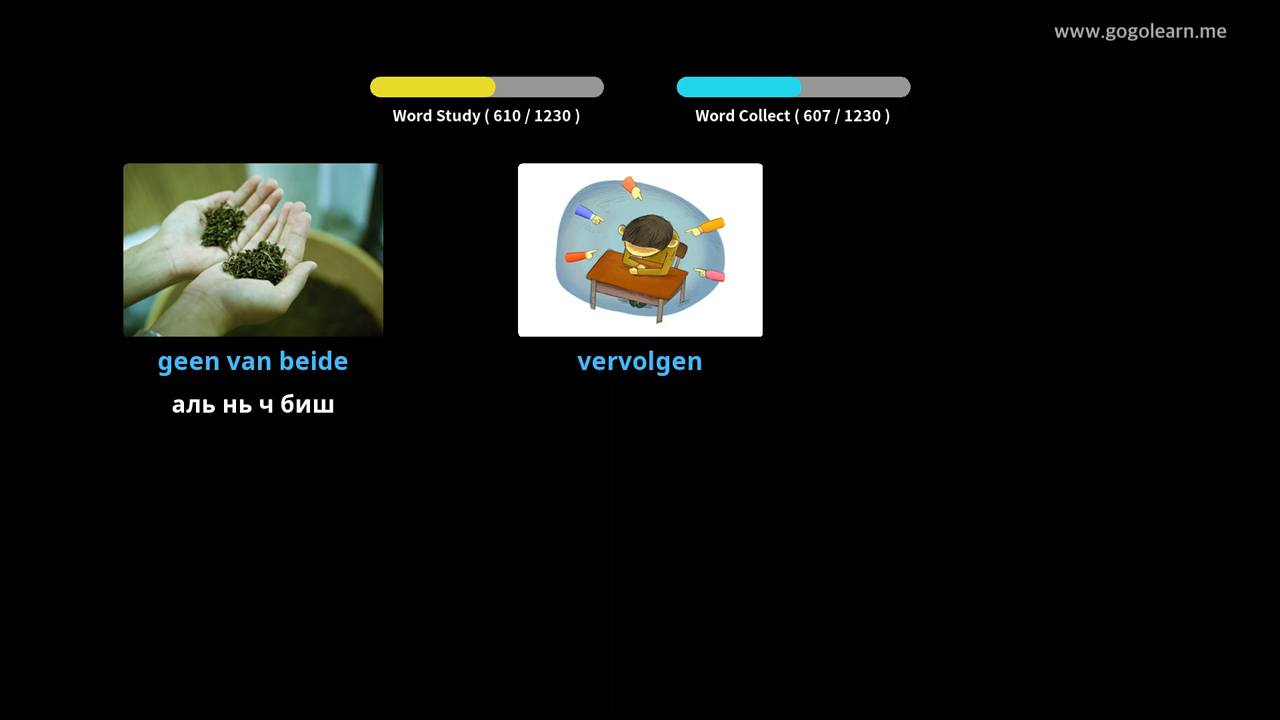 www.gogolearn.me
Word Study ( 610 / 1230 )
Word Collect ( 607 / 1230 )
geen van beide
аль нь ч биш
vervolgen